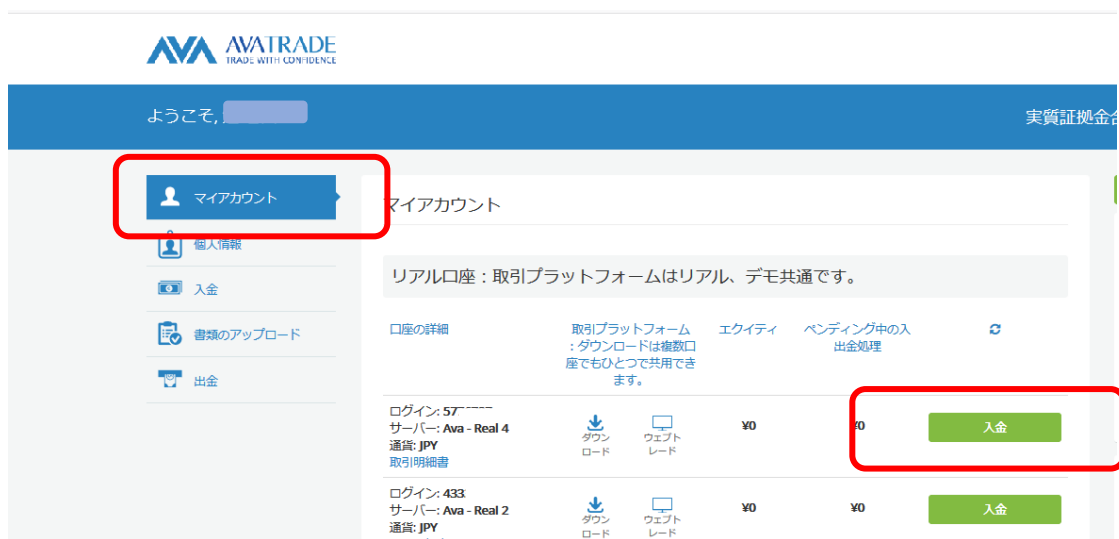 AVATRADE
TRADE WITH CONFIDENCE
ようこそ,
実質証拠金
マイアカウント
個人情報
入金
書類のアップロード
出金
マイアカウント
リアル口座：取引プラットフォームはリアル、デモ共通です。
口座の詳細
取引プラットフォーム
：ダウンロードは複数口
座でもひとつで共用でき
ます。
エクイティ
ペンディング中の入
出金処理
ログイン: 57
サーバー: Ava - Real 4
通貨: JPY
取引明細書
ダウン
ロード
ウェブト
レード
¥0
¥0
入金
ログイン: 433
サーバー: Ava - Real 2
通貨: JPY
ダウン
ロード
ウェブト
レード
¥0
¥0
入金